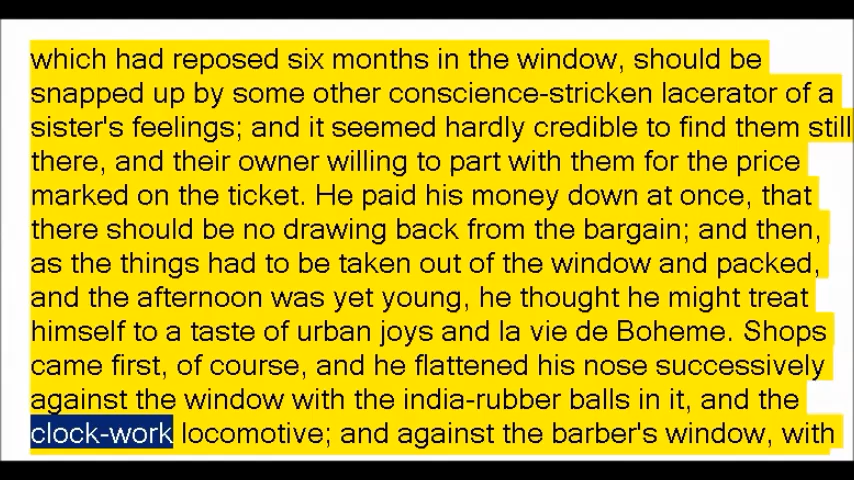 which had reposed six months in the window, should be
snapped up by some other conscience-stricken lacerator of a
sister's feelings; and it seemed hardly credible to find them still
there, and their owner willing to part with them for the price
marked on the ticket. He paid his money down at once, that
there should be no drawing back from the bargain; and then,
as the things had to be taken out of the window and packed,
and the afternoon was yet young, he thought he might treat
himself to a taste of urban joys and la vie de Boheme. Shops
came first, of course, and he flattened his nose successively
against the window with the india-rubber balls in it, and the
clock-work locomotive; and against the barber's window, with